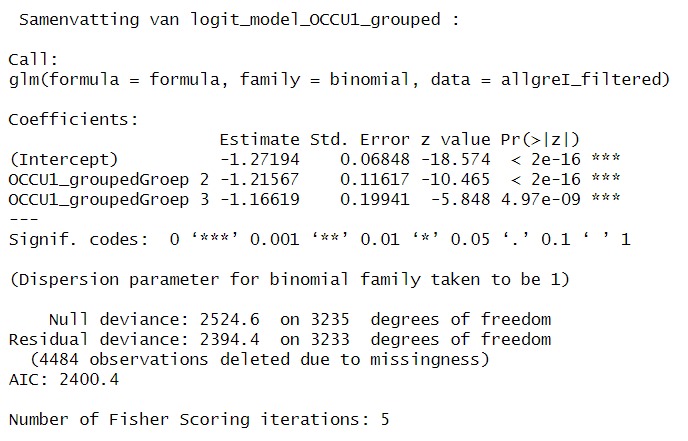 Samenvatting van logit_model_OCCU1_grouped :
Call:
glm(formula = formula, family = binomial, data = allgreI_filtered)
Coefficients:
Estimate Std. Error z value Pr(>|z|)
(Intercept) -1.27194 0.06848 -18.574 < 2e-16 ***
OCCU1_groupedGroep 2 -1.21567 0.11617 -10.465 < 2e-16 ***
OCCU1_groupedGroep 3 -1.16619 0.19941 -5.848 4.97e-09 ***
---
Signif. codes: 0 ‘***’ 0.001 ‘**’ 0.01 ‘*’ 0.05 ‘.’ 0.1 ‘ ’ 1
(Dispersion parameter for binomial family taken to be 1)
Null deviance: 2524.6 on 3235 degrees of freedom
Residual deviance: 2394.4 on 3233 degrees of freedom
(4484 observations deleted due to missingness)
AIC: 2400.4
Number of Fisher Scoring iterations: 5